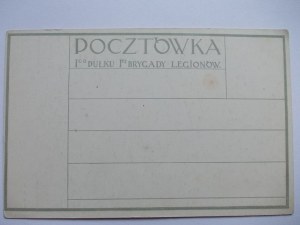 POCZTÓWKA
1GO PUŁKU 1EJ BRYGADY LEGIONÓW.